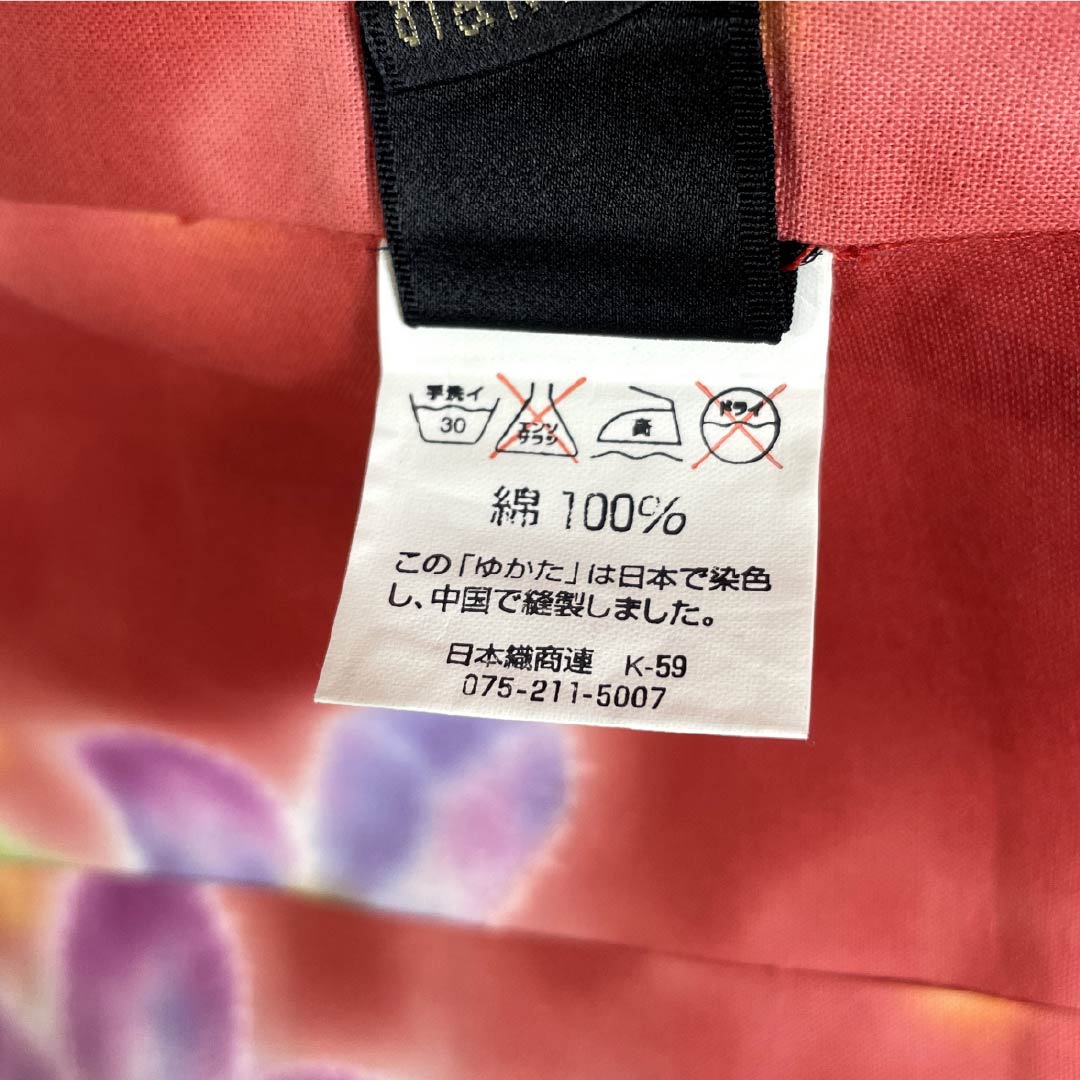 手洗イ
30
エンソ
サラシ
高
ドライ
綿 100%
この「ゆかた」は日本で染色
し、中国で縫製しました。
日本織商連 K-59
075-211-5007